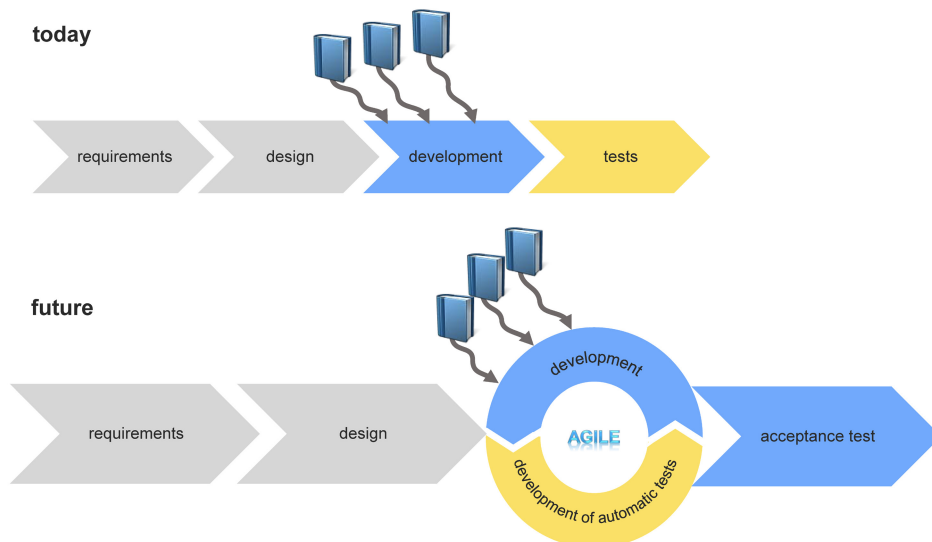 today
requirements
design
development
tests
future
requirements
design
development
AGILE
development of automatic tests
acceptance test